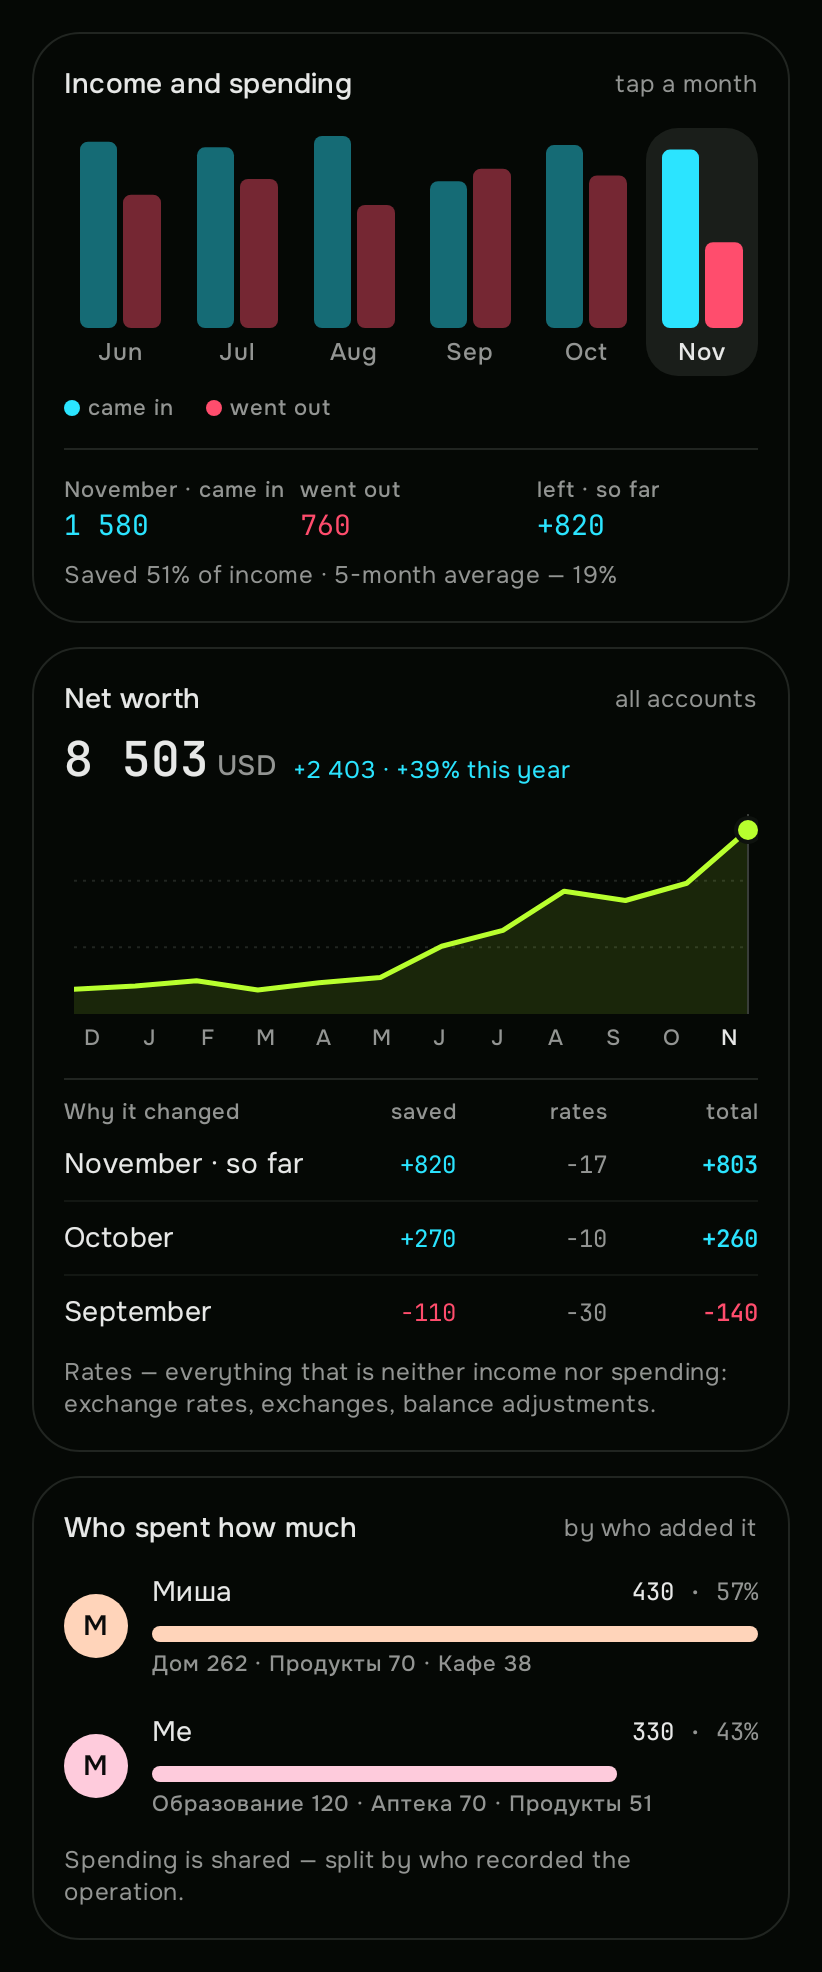 Income and spending tap a month
Jun Jul Aug Sep Oct Nov
came in went out
November · came in went out left · so far
1 580 760 +820
Saved 51% of income · 5-month average — 19%
Net worth all accounts
8 503 USD +2 403 · +39% this year
D J F M A M J J A S O N
Why it changed saved rates total
November · so far +820 -17 +803
October +270 -10 +260
September -110 -30 -140
Rates — everything that is neither income nor spending:
exchange rates, exchanges, balance adjustments.
Who spent how much by who added it
Миша 430 · 57%
М
Дом 262 · Продукты 70 · Кафе 38
Me 330 · 43%
M
Образование 120 · Аптека 70 · Продукты 51
Spending is shared — split by who recorded the
operation.